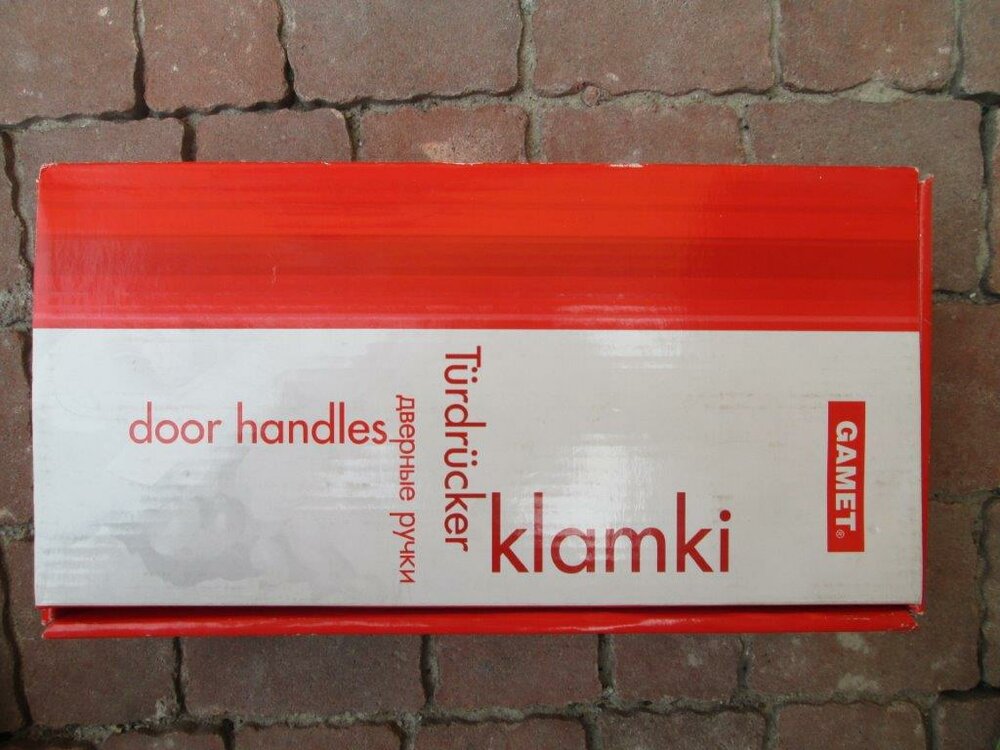 door handles
дверные ручки
Türdrücker
klamki
GAMET®